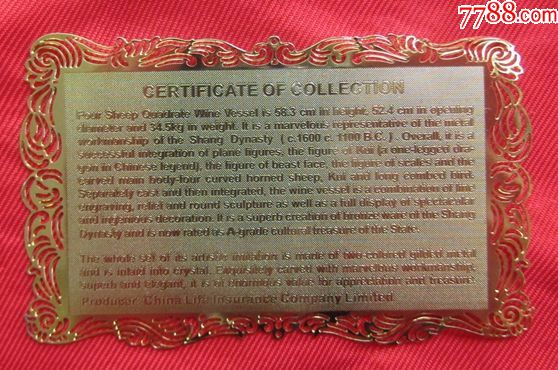 7788.com
CERTIFICATE OF COLLECTION
Four Sheep Quadrate Wine Vessel is 58.3 cm in height, 52.4 cm in opening
diameter and 34.5kg in weight. It is a marvelous representative of the metal
workmanship of the Shang Dynasty ( c.1600 c. 1100 B.C. ). Overall, it is a
successful integration of plane figures, the figure of Kui (a one-legged dra-
gon in Chinese legend), the figure of beast face, the figure of scales and the
carved main body-four curved horned sheep, Kui and long combed bird.
Separately cast and then integrated, the wine vessel is a combination of line
engraving, relief and round sculpture as well as a full display of spectacular
and ingenious decoration. It is a superb creation of bronze ware of the Shang
Dynasty and is now rated as A-grade cultural treasure of the State.
The whole set of its artistic imitation is made of two-colored gilded metal
and is inlaid into crystal. Exquisitely carved with marvelous workmanship,
superb and elegant, it is of enormous value for appreciation and treasure.
Producer: China Life Insurance Company Limited